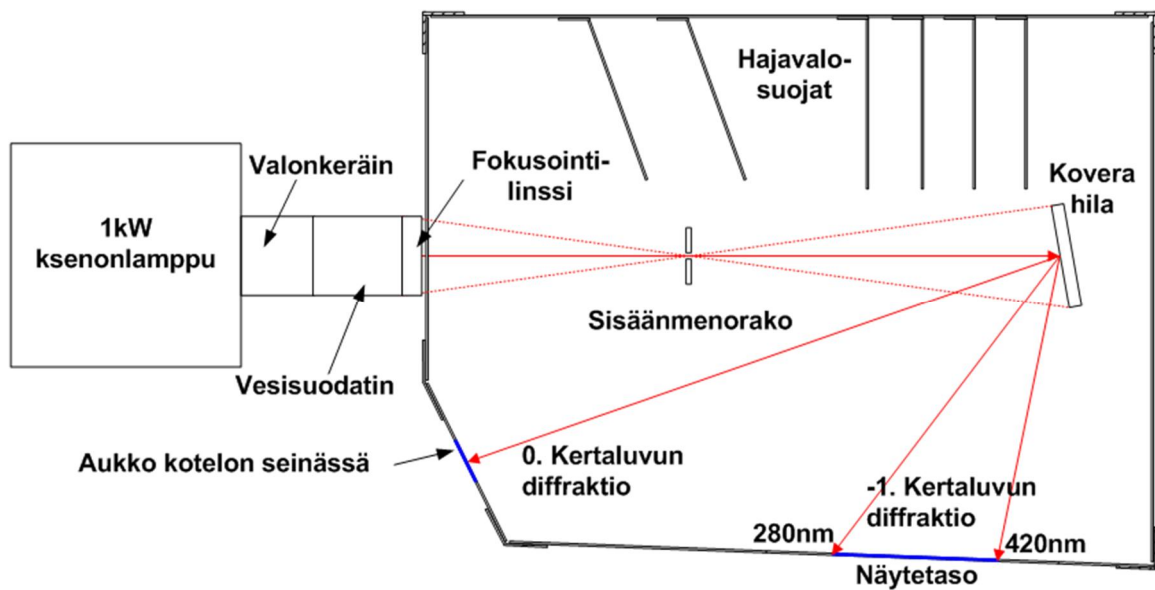 Hajavalo-
suojat
Valonkeräin
Fokusointi-
linssi
Kovera
hila
1kW
ksenonlamppu
Sisäänmenorako
Vesisuodatin
Aukko kotelon seinässä
0. Kertaluvun
diffraktio
-1. Kertaluvun
diffraktio
280nm
420nm
Näytetaso